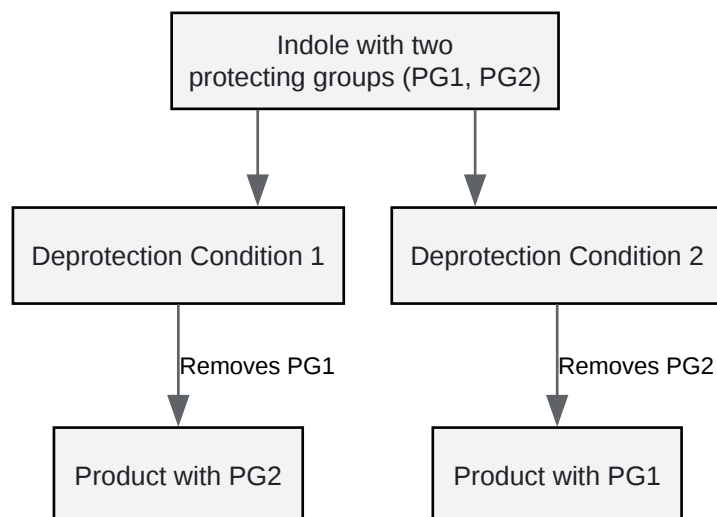 Indole with two
protecting groups (PG1, PG2)
Deprotection Condition 1
Deprotection Condition 2
Removes PG1
Removes PG2
Product with PG2
Product with PG1